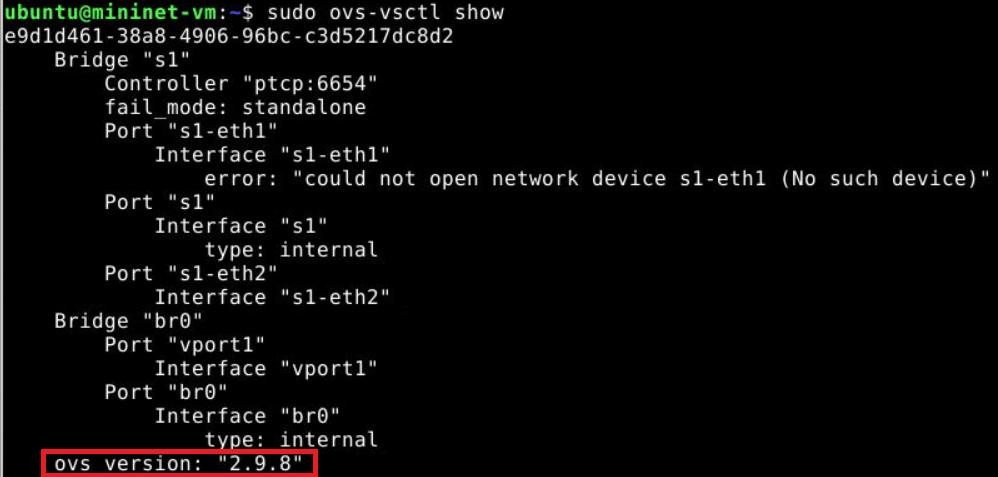 ubuntu@mininet-vm:~$ sudo ovs-vsctl show
e9d1d461-38a8-4906-96bc-c3d5217dc8d2
    Bridge "s1"
        Controller "ptcp:6654"
        fail_mode: standalone
        Port "s1-eth1"
            Interface "s1-eth1"
                error: "could not open network device s1-eth1 (No such device)"
        Port "s1"
            Interface "s1"
                type: internal
        Port "s1-eth2"
            Interface "s1-eth2"
    Bridge "br0"
        Port "vport1"
            Interface "vport1"
        Port "br0"
            Interface "br0"
                type: internal
    ovs version: "2.9.8"